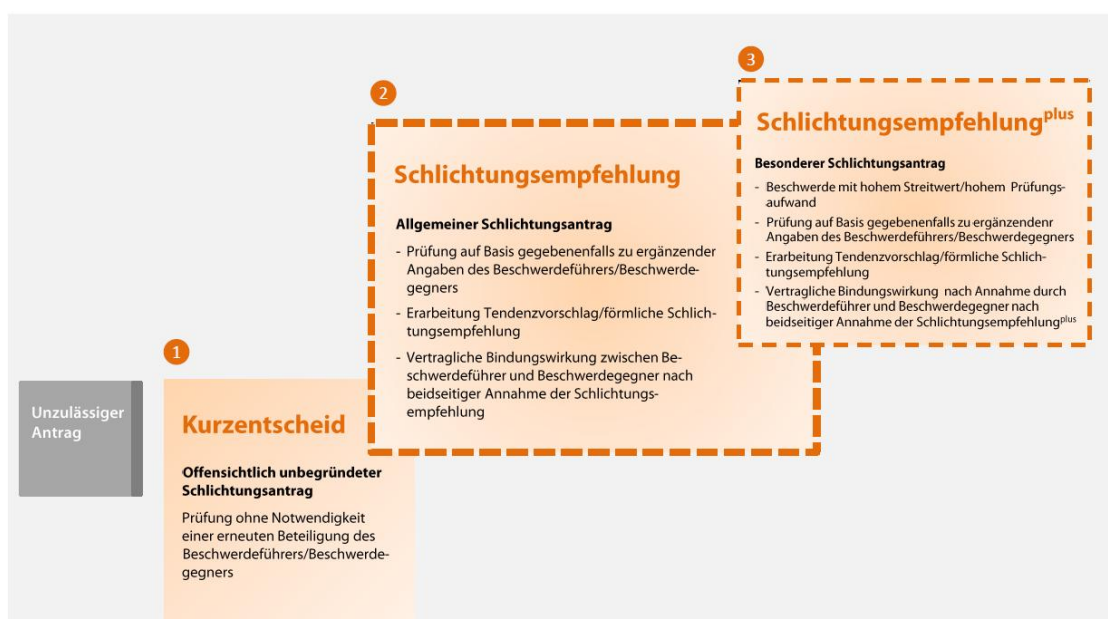 Unzulässiger
Antrag
1
Kurzentscheid
Offensichtlich unbegründeter
Schlichtungsantrag
Prüfung ohne Notwendigkeit
einer erneuten Beteiligung des
Beschwerdeführers/Beschwerde-
gegners
2
Schlichtungsempfehlung
Allgemeiner Schlichtungsantrag
- Prüfung auf Basis gegebenenfalls zu ergänzender
Angaben des Beschwerdeführers/Beschwerde-
gegners
- Erarbeitung Tendenzvorschlag/förmliche Schlich-
tungsempfehlung
- Vertragliche Bindungswirkung zwischen Be-
schwerdeführer und Beschwerdegegner nach
beidseitiger Annahme der Schlichtungs-
empfehlung
3
Schlichtungsempfehlungplus
Besonderer Schlichtungsantrag
- Beschwerde mit hohem Streitwert/hohem Prüfungs-
aufwand
- Prüfung auf Basis gegebenenfalls zu ergänzendenr
Angaben des Beschwerdeführers/Beschwerdegegners
- Erarbeitung Tendenzvorschlag/förmliche Schlich-
tungsempfehlung
- Vertragliche Bindungswirkung nach Annahme durch
Beschwerdeführer und Beschwerdegegner nach
beidseitiger Annahme der Schlichtungsempfehlungplus